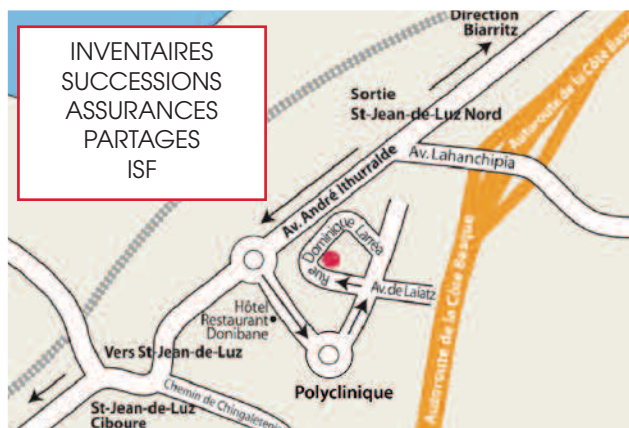 INVENTAIRES
SUCCESSIONS
ASSURANCES
PARTAGES
ISF
Direction
Biarritz
Sortie
St-Jean-de-Luz Nord
Autoroute de la Côte Basque
Av. Lahanchipia
Av. André Ithurralde
Rue Dominique Larréa
Av. de Laiatz
Autoroute de la Côte Basque
Hôtel
Restaurant
Donibane
Vers St-Jean-de-Luz
Polyclinique
St-Jean-de-Luz
Ciboure
Chemin de Chingaletenia